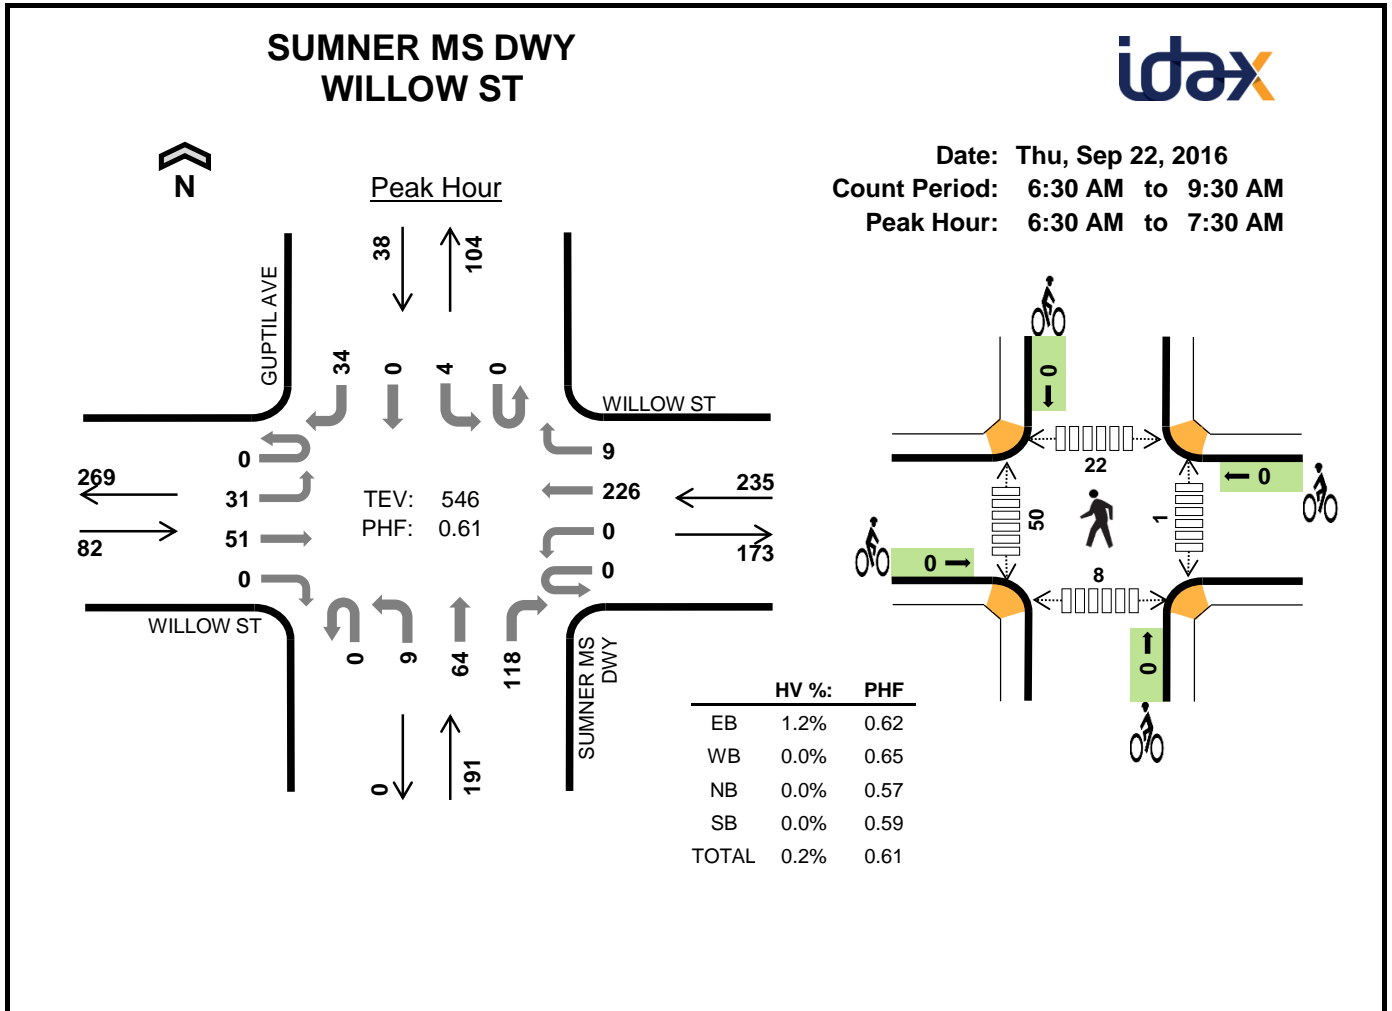 SUMNER MS DWY
WILLOW ST
idax
N
Peak Hour
Date: Thu, Sep 22, 2016
Count Period: 6:30 AM to 9:30 AM
Peak Hour: 6:30 AM to 7:30 AM
38
104
GUPTIL AVE
34
0
4
0
WILLOW ST
0
31
51
0
269
82
TEV: 546
PHF: 0.61
9
226
0
0
235
173
WILLOW ST
0
9
64
118
SUMNER MS
DWY
0
191
0
22
0
50
1
0
8
0
HV %: PHF
EB 1.2% 0.62
WB 0.0% 0.65
NB 0.0% 0.57
SB 0.0% 0.59
TOTAL 0.2% 0.61